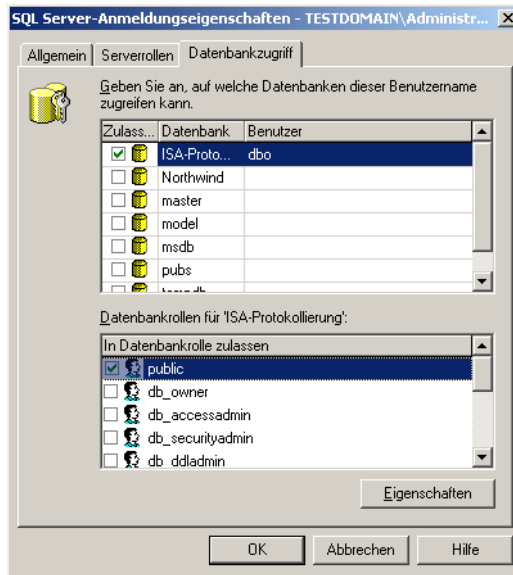 SQL Server-Anmeldungseigenschaften - TESTDOMAIN\Administr...
Allgemein Serverrollen Datenbankzugriff
Geben Sie an, auf welche Datenbanken dieser Benutzername
zugreifen kann.
Zulass... Datenbank Benutzer
ISA-Proto... dbo
Northwind
master
model
msdb
pubs
tempdb
Datenbankrollen für 'ISA-Protokollierung':
In Datenbankrolle zulassen
public
db_owner
db_accessadmin
db_securityadmin
db_ddladmin
Eigenschaften
OK Abbrechen Hilfe